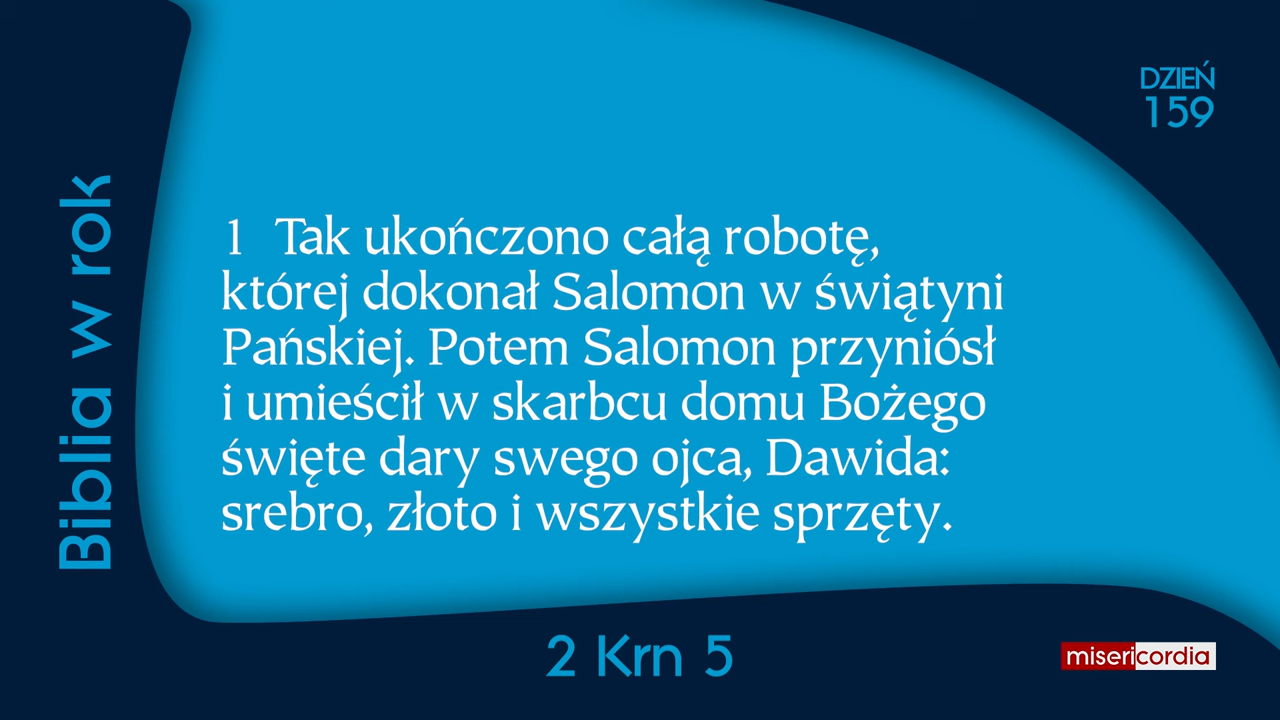 DZIEŃ
159
Biblia w rok
1 Tak ukończono całą robotę,
której dokonał Salomon w świątyni
Pańskiej. Potem Salomon przyniósł
i umieścił w skarbcu domu Bożego
święte dary swego ojca, Dawida:
srebro, złoto i wszystkie sprzęty.
2 Krn 5
misericordia